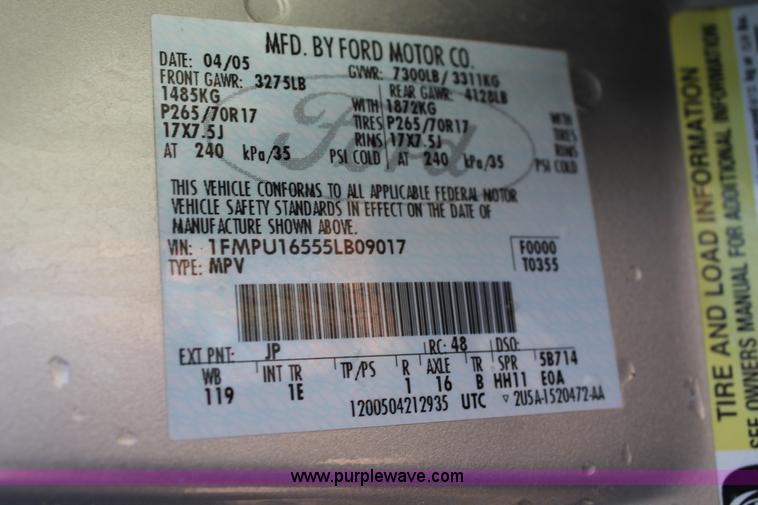 MFD. BY FORD MOTOR CO.
DATE: 04/05 GVWR: 7300LB / 3311KG
FRONT GAWR: 3275LB REAR GAWR: 4128LB
1485KG WITH 1872KG WITH
P265/70R17 TIRES P265/70R17 TIRES
17X7.5J RIMS 17X7.5J RIMS
AT 240 kPa/35 PSI COLD AT 240 kPa/35 PSI COLD
Ford
THIS VEHICLE CONFORMS TO ALL APPLICABLE FEDERAL MOTOR
VEHICLE SAFETY STANDARDS IN EFFECT ON THE DATE OF
MANUFACTURE SHOWN ABOVE.
VIN: 1FMPU16555LB09017 F0000
TYPE: MPV T0355
EXT PNT: JP RC: 48 DSO:
WB INT TR TP/PS R AXLE TR SPR 5B714
119 1E 1 16 B HH11 E0A
1200504212935 UTC ▽ 2U5A-1520472-AA
TIRE AND LOAD INFORMATION
SEE OWNERS MANUAL FOR ADDITIONAL INFORMATION
www.purplewave.com